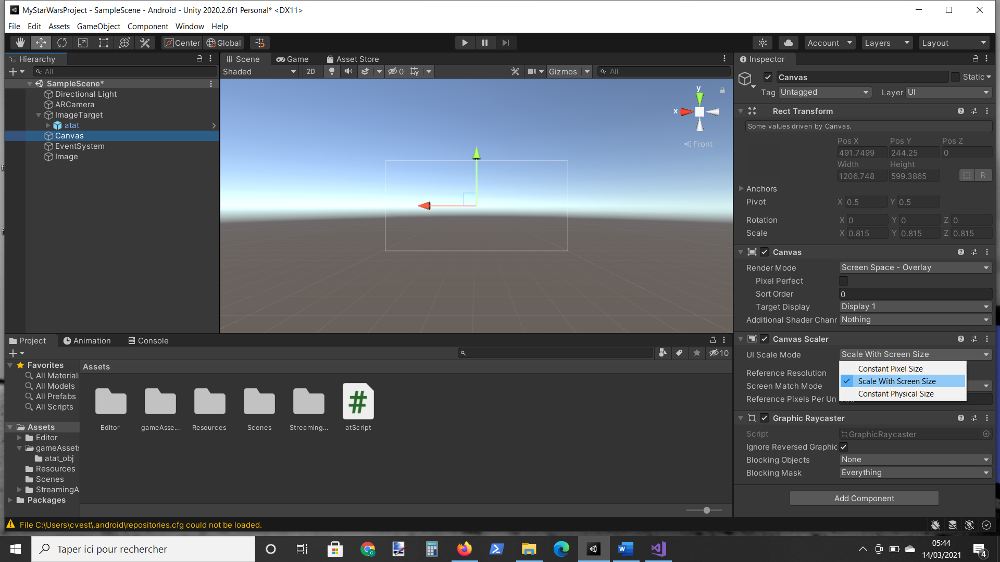 MyStarWarsProject - SampleScene - Android - Unity 2020.2.6f1 Personal* <DX11>
File Edit Assets GameObject Component Window Help
Center Global Account Layers Layout
Hierarchy
All
SampleScene*
Directional Light
ARCamera
ImageTarget
atat
Canvas
EventSystem
Image
Scene Game Asset Store
Shaded 2D 0 Gizmos All
y
x
Front
Inspector
Canvas Static
Tag Untagged Layer UI
Rect Transform
Some values driven by Canvas.
Pos X Pos Y Pos Z
491.7499 244.25 0
Width Height
1206.748 599.3865 R
Anchors
Pivot X 0.5 Y 0.5
Rotation X 0 Y 0 Z 0
Scale X 0.815 Y 0.815 Z 0.815
Canvas
Render Mode Screen Space - Overlay
Pixel Perfect
Sort Order 0
Target Display Display 1
Additional Shader Chann Nothing
Canvas Scaler
UI Scale Mode Scale With Screen Size
Constant Pixel Size
Reference Resolution
Scale With Screen Size
Screen Match Mode
Constant Physical Size
Reference Pixels Per Un
Graphic Raycaster
Script GraphicRaycaster
Ignore Reversed Graphic
Blocking Objects None
Blocking Mask Everything
Add Component
Project Animation Console
10
Favorites
All Materials
All Models
All Prefabs
All Scripts
Assets
Editor
gameAssets
atat_obj
Resources
Scenes
StreamingA
Packages
Assets
Editor gameAsse... Resources Scenes Streaming... atScript
File C:\Users\cvest\.android\repositories.cfg could not be loaded.
Taper ici pour rechercher
05:44
14/03/2021
4